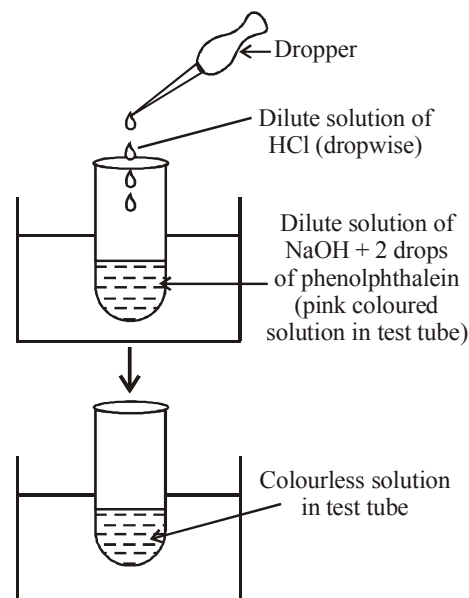 Dropper
Dilute solution of
HCl (dropwise)
Dilute solution of
NaOH + 2 drops
of phenolphthalein
(pink coloured
solution in test tube)
Colourless solution
in test tube